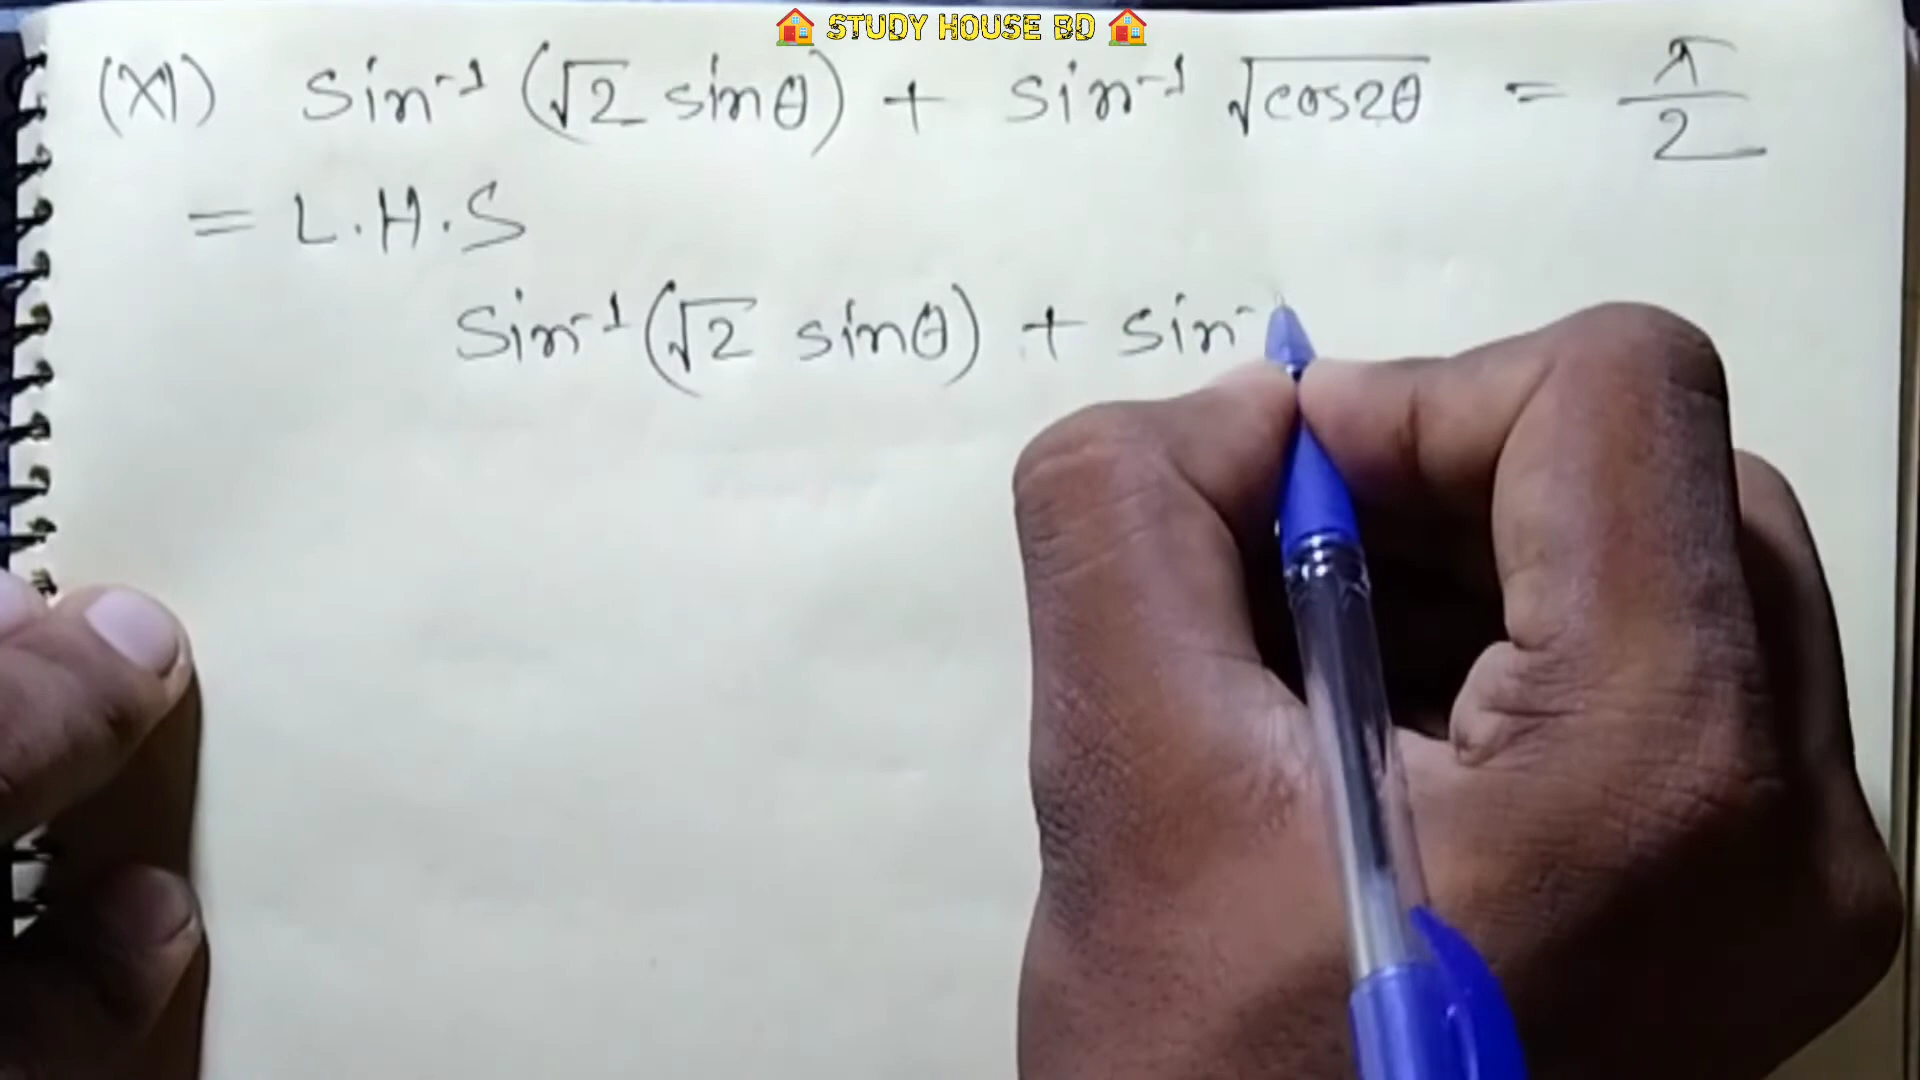 🏠 STUDY HOUSE BD 🏠
(XI) Sin⁻¹ (√2 sinθ) + sin⁻¹ √cos2θ = π/2
= L.H.S
Sin⁻¹ (√2 sinθ) + sin⁻